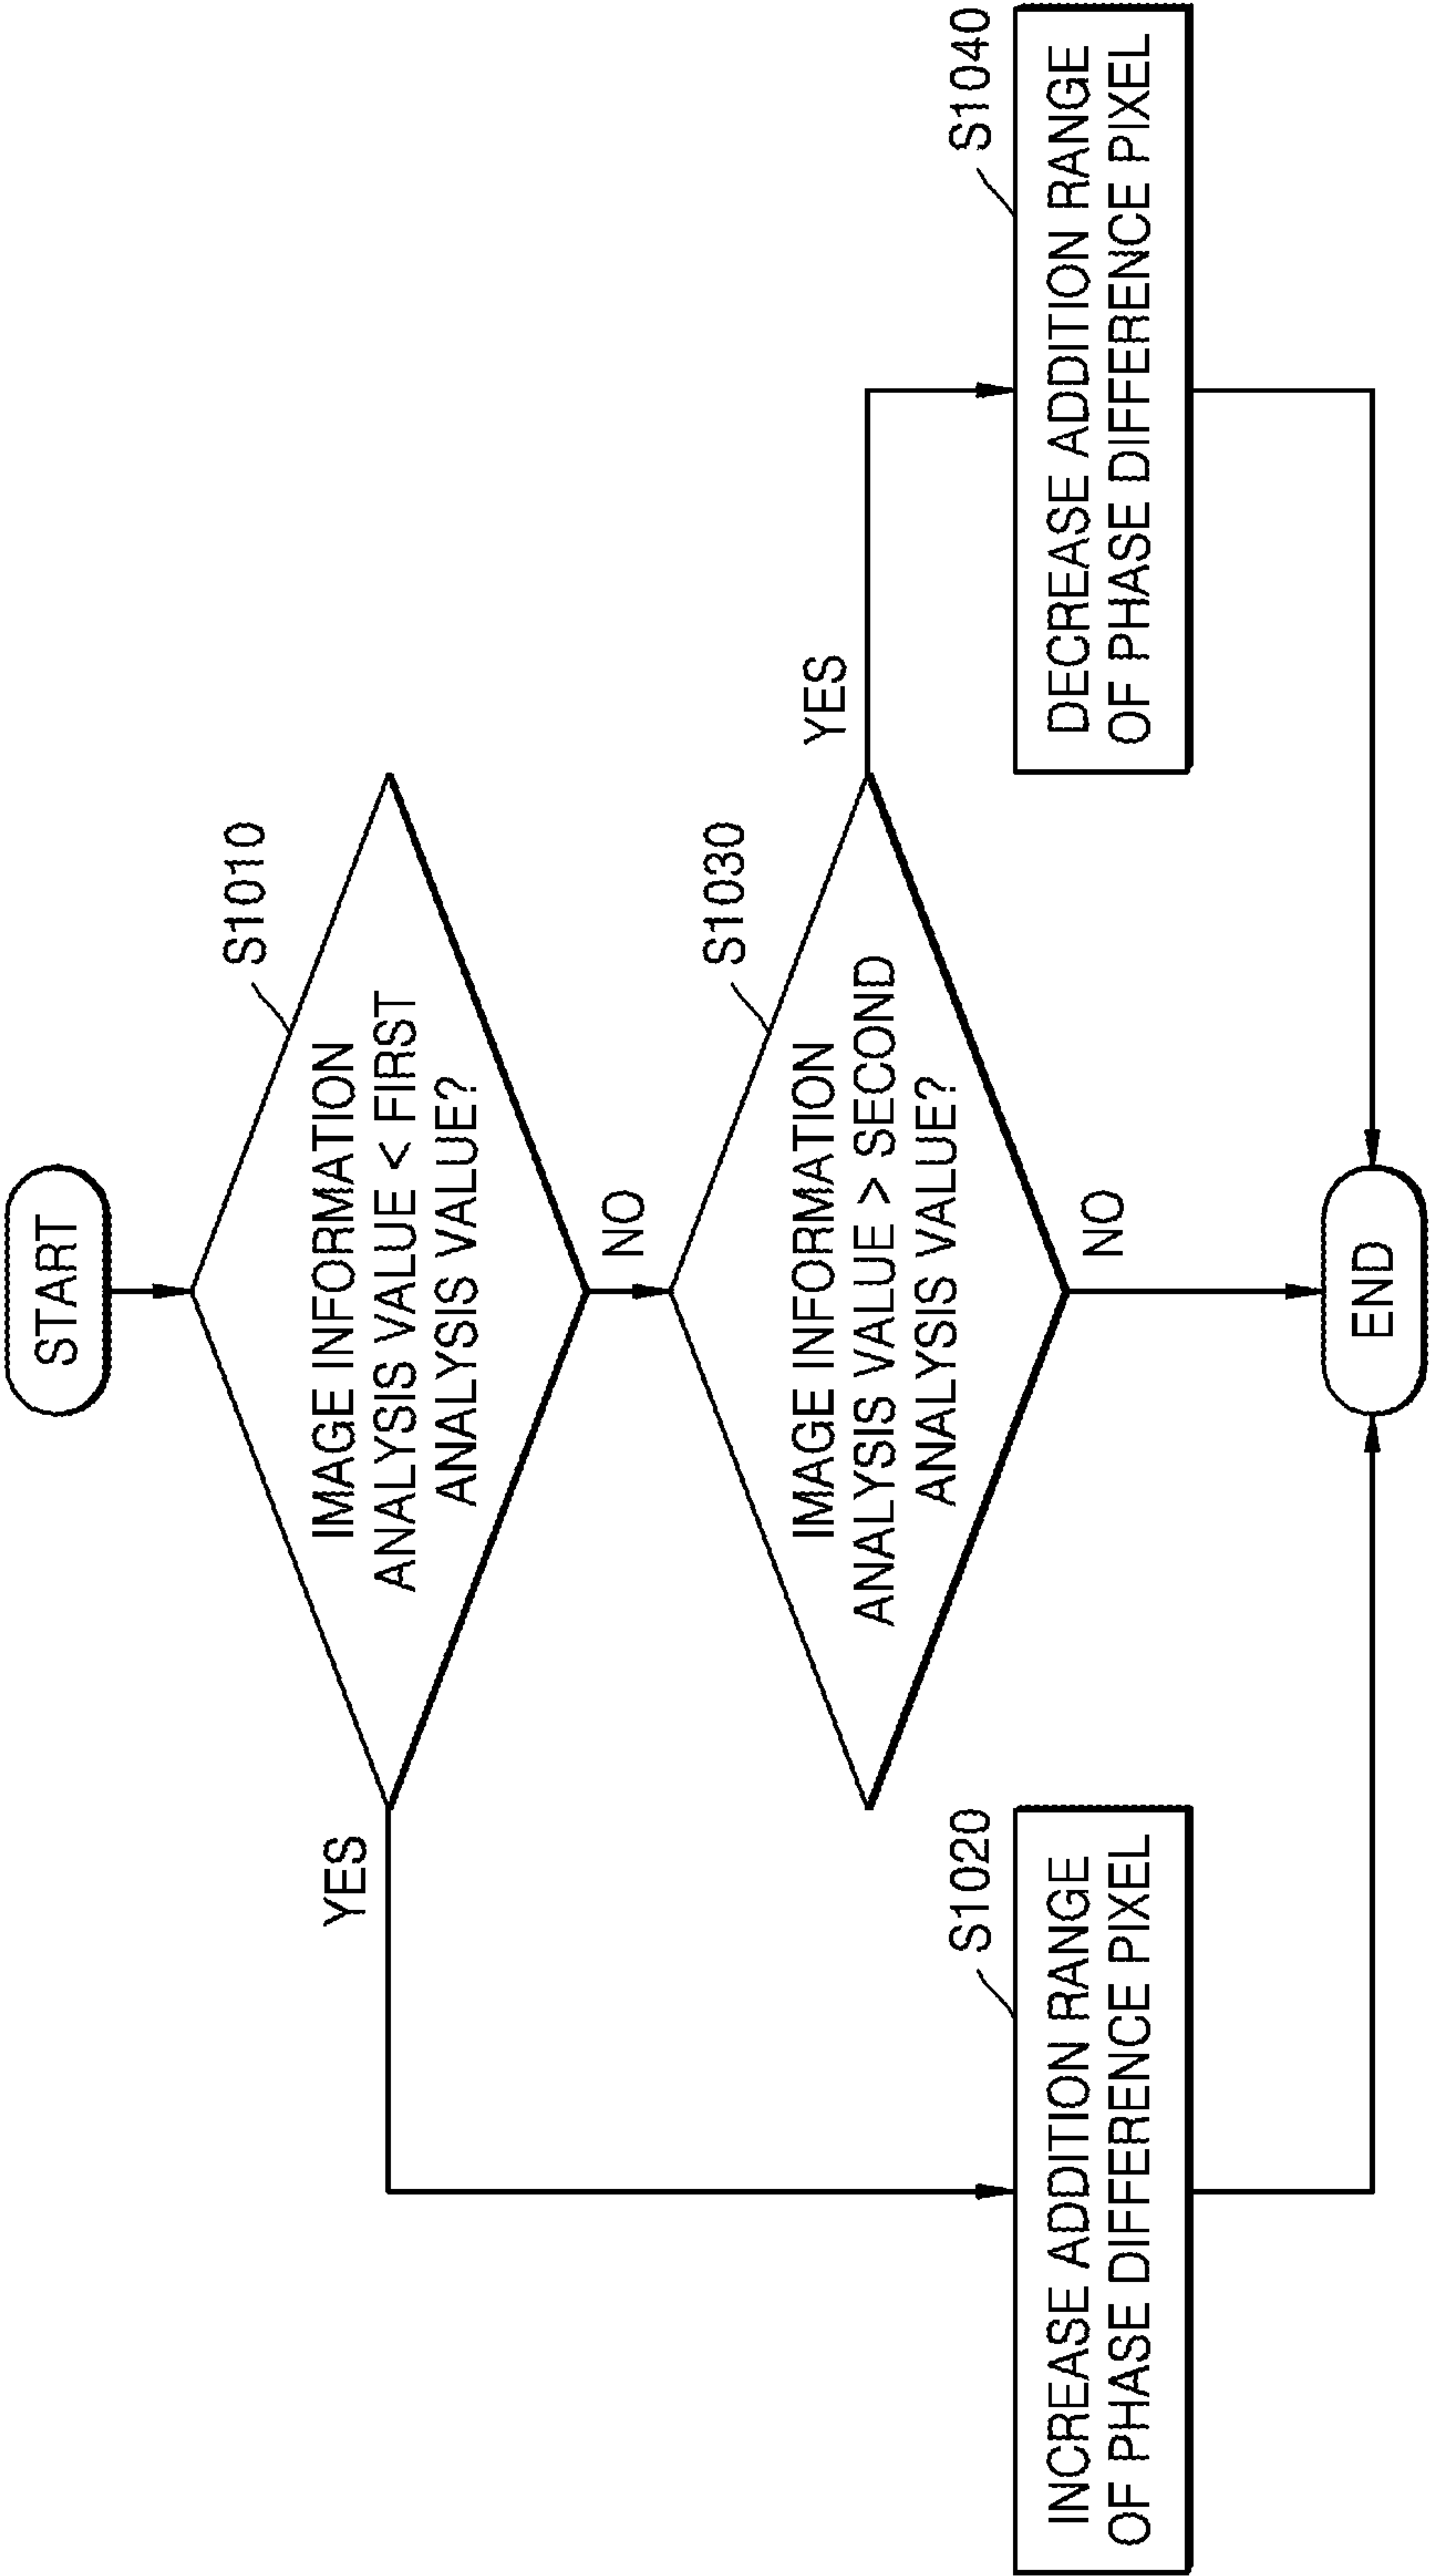 START
S1010
IMAGE INFORMATION
ANALYSIS VALUE < FIRST
ANALYSIS VALUE?
YES
NO
S1030
IMAGE INFORMATION
ANALYSIS VALUE > SECOND
ANALYSIS VALUE?
YES
NO
S1020
INCREASE ADDITION RANGE
OF PHASE DIFFERENCE PIXEL
S1040
DECREASE ADDITION RANGE
OF PHASE DIFFERENCE PIXEL
END